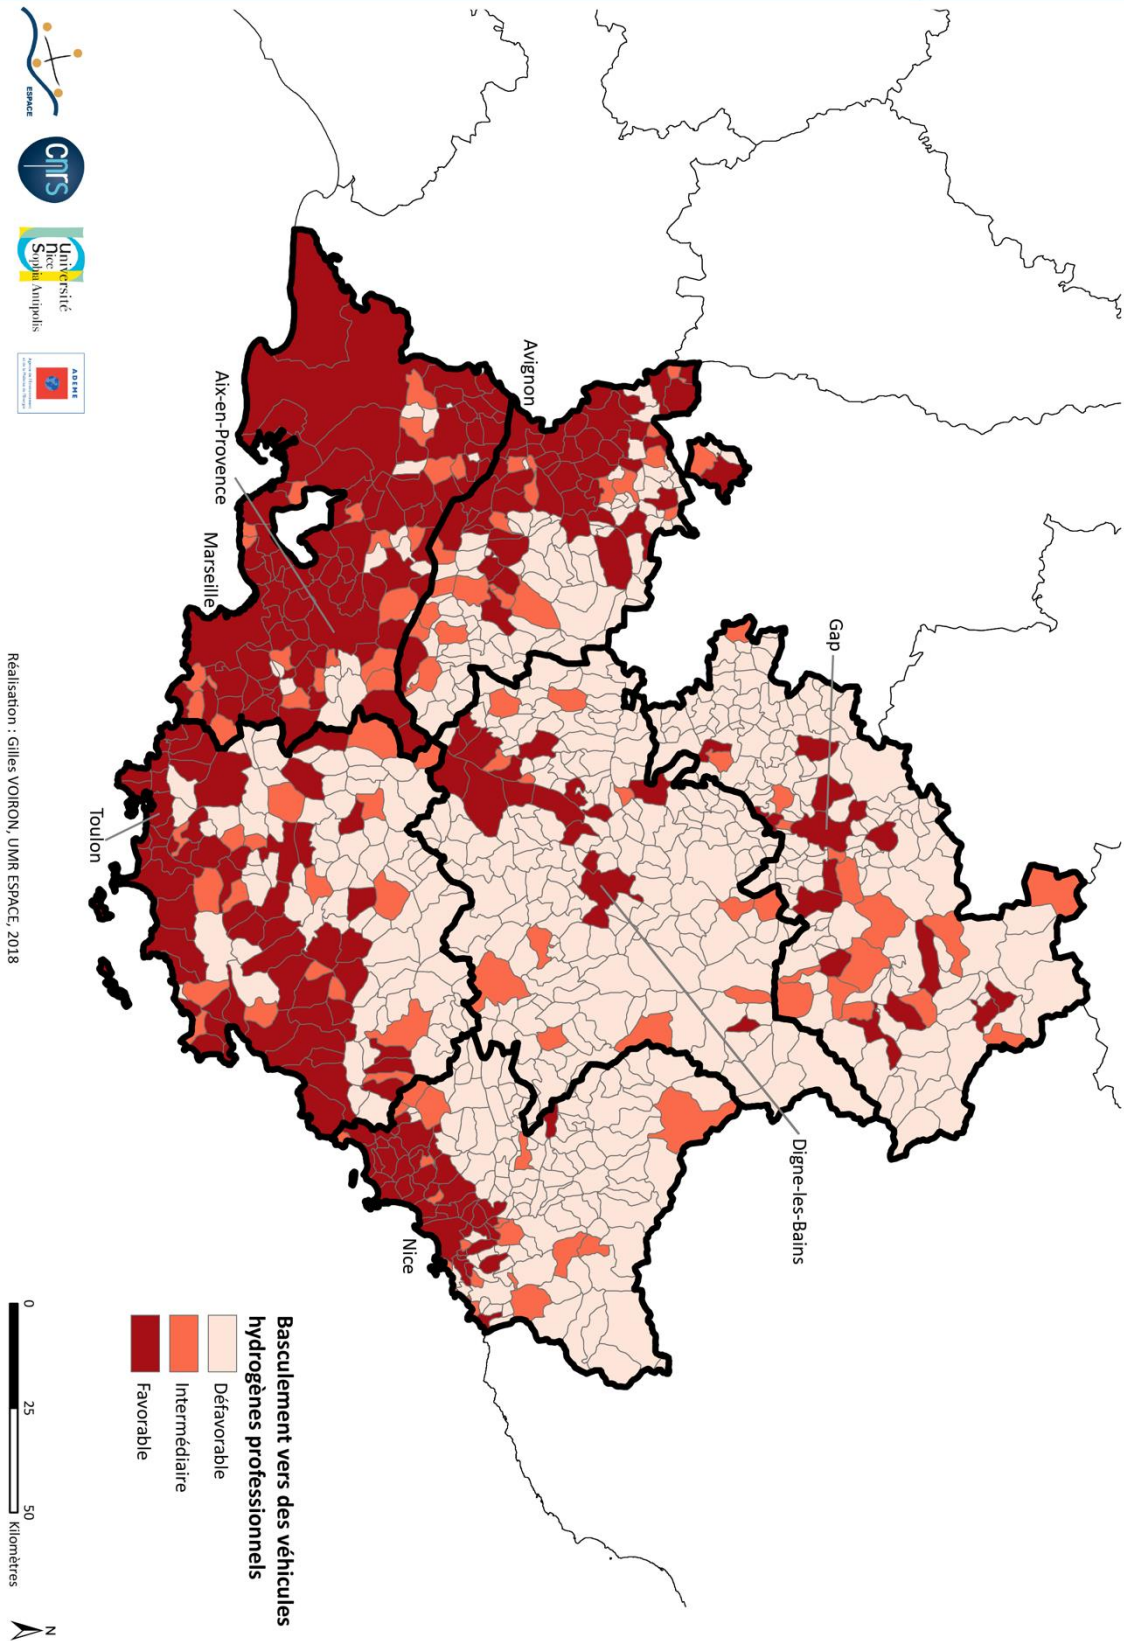 Gap
Avignon
Digne-les-Bains
Aix-en-Provence
Marseille
Nice
Toulon
Basculement vers des véhicules
hydrogènes professionnels
Défavorable
Intermédiaire
Favorable
0 25 50 Kilomètres
N
ESPACE
cnrs
Université
Nice
Sophia Antipolis
ADEME
Réalisation : Gilles VOIRON, UMR ESPACE, 2018